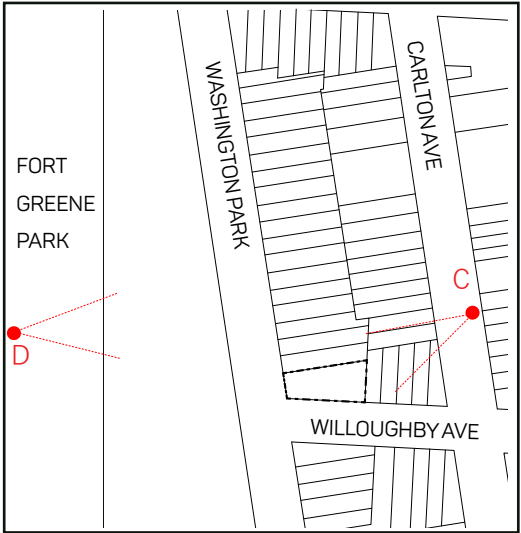 WASHINGTON PARK
CARLTON AVE
FORT
GREENE
PARK
C
D
WILLOUGHBY AVE